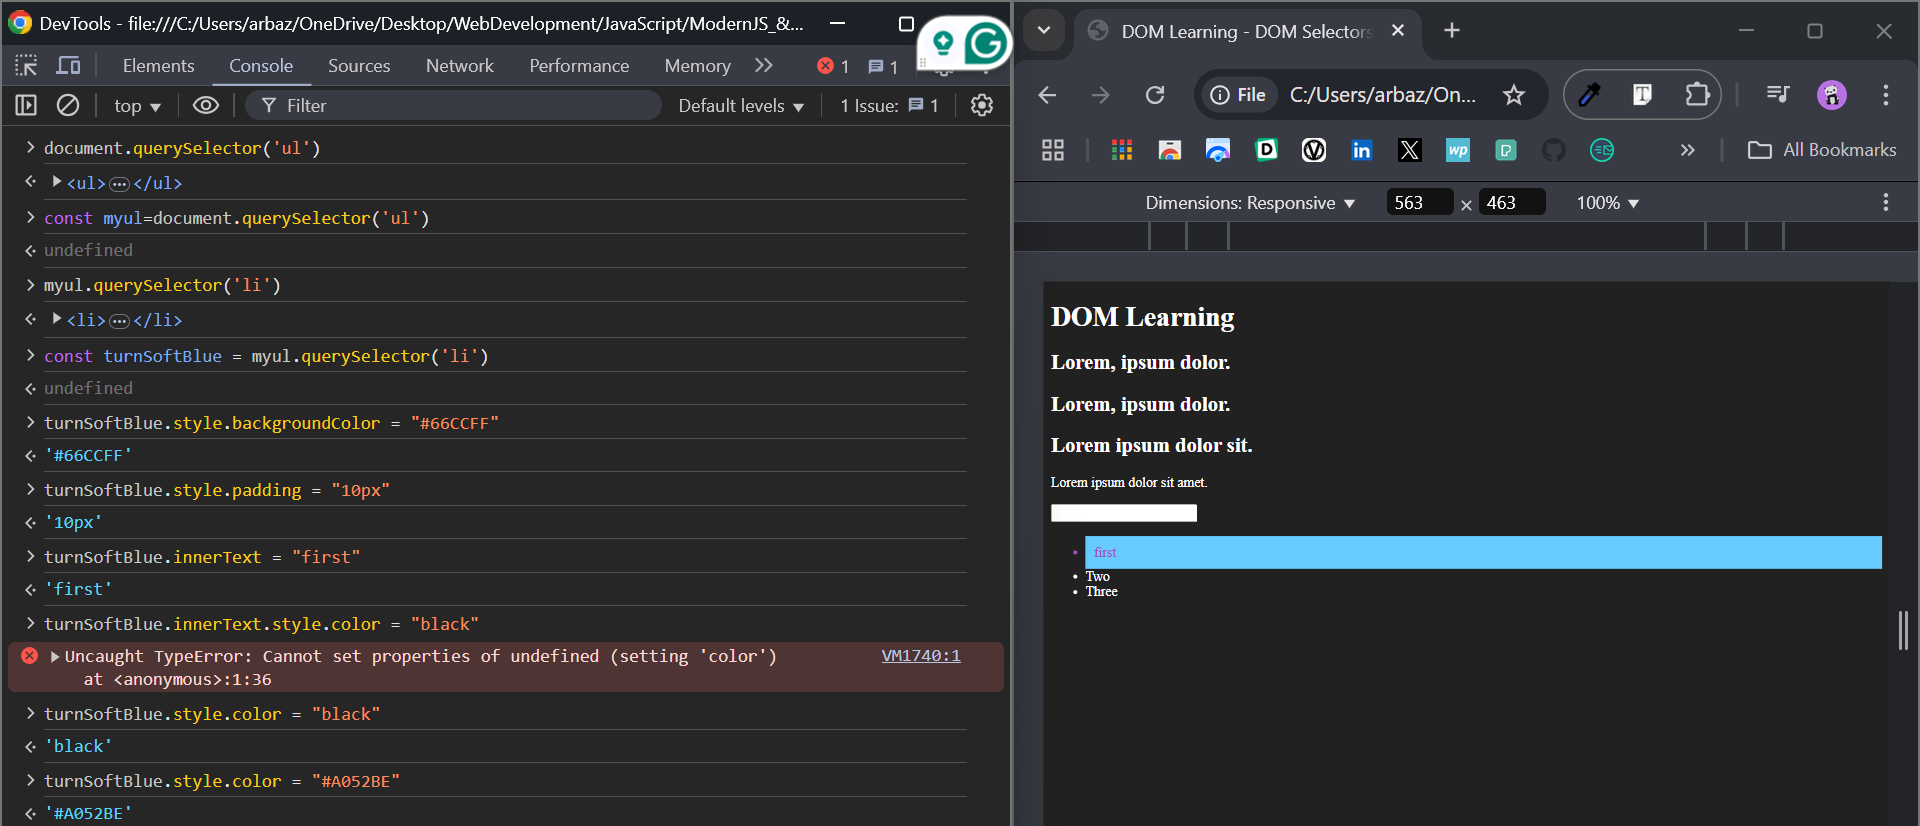 DevTools - file:///C:/Users/arbaz/OneDrive/Desktop/WebDevelopment/JavaScript/ModernJS_&...
Elements Console Sources Network Performance Memory 1 1
top Filter Default levels 1 Issue: 1
document.querySelector('ul')
<ul>…</ul>
const myul=document.querySelector('ul')
undefined
myul.querySelector('li')
<li>…</li>
const turnSoftBlue = myul.querySelector('li')
undefined
turnSoftBlue.style.backgroundColor = "#66CCFF"
'#66CCFF'
turnSoftBlue.style.padding = "10px"
'10px'
turnSoftBlue.innerText = "first"
'first'
turnSoftBlue.innerText.style.color = "black"
Uncaught TypeError: Cannot set properties of undefined (setting 'color') VM1740:1
at <anonymous>:1:36
turnSoftBlue.style.color = "black"
'black'
turnSoftBlue.style.color = "#A052BE"
'#A052BE'
DOM Learning - DOM Selectors
File C:/Users/arbaz/On...
D V in X wp P All Bookmarks
Dimensions: Responsive 563 × 463 100%
DOM Learning
Lorem, ipsum dolor.
Lorem, ipsum dolor.
Lorem ipsum dolor sit.
Lorem ipsum dolor sit amet.
• first
• Two
• Three